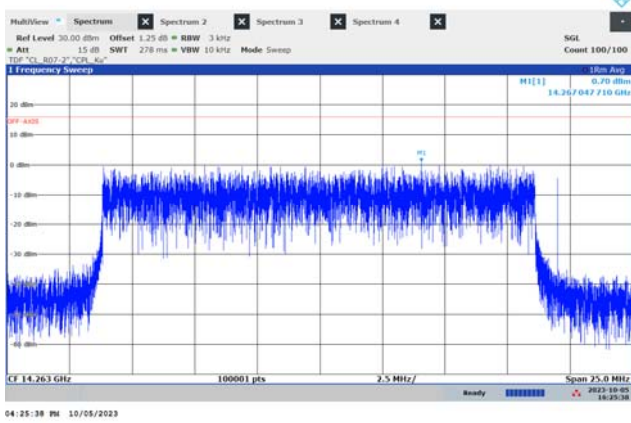 MultiView Spectrum Spectrum 2 Spectrum 3 Spectrum 4
Ref Level 30.00 dBm Offset 1.25 dB RBW 3 kHz SGL
Att 15 dB SWT 278 ms VBW 10 kHz Mode Sweep Count 100/100
TDF "CL_R07-2","CPL_Ku"
1 Frequency Sweep 1Rm Avg
M1[1] 0.70 dBm
14.267 047 710 GHz
20 dBm
OFF-AXIS
10 dBm
M1
0 dBm
-10 dBm
-20 dBm
-30 dBm
CF 14.263 GHz 100001 pts 2.5 MHz/ Span 25.0 MHz
Ready 2023-10-05
16:25:38
04:25:38 PM 10/05/2023